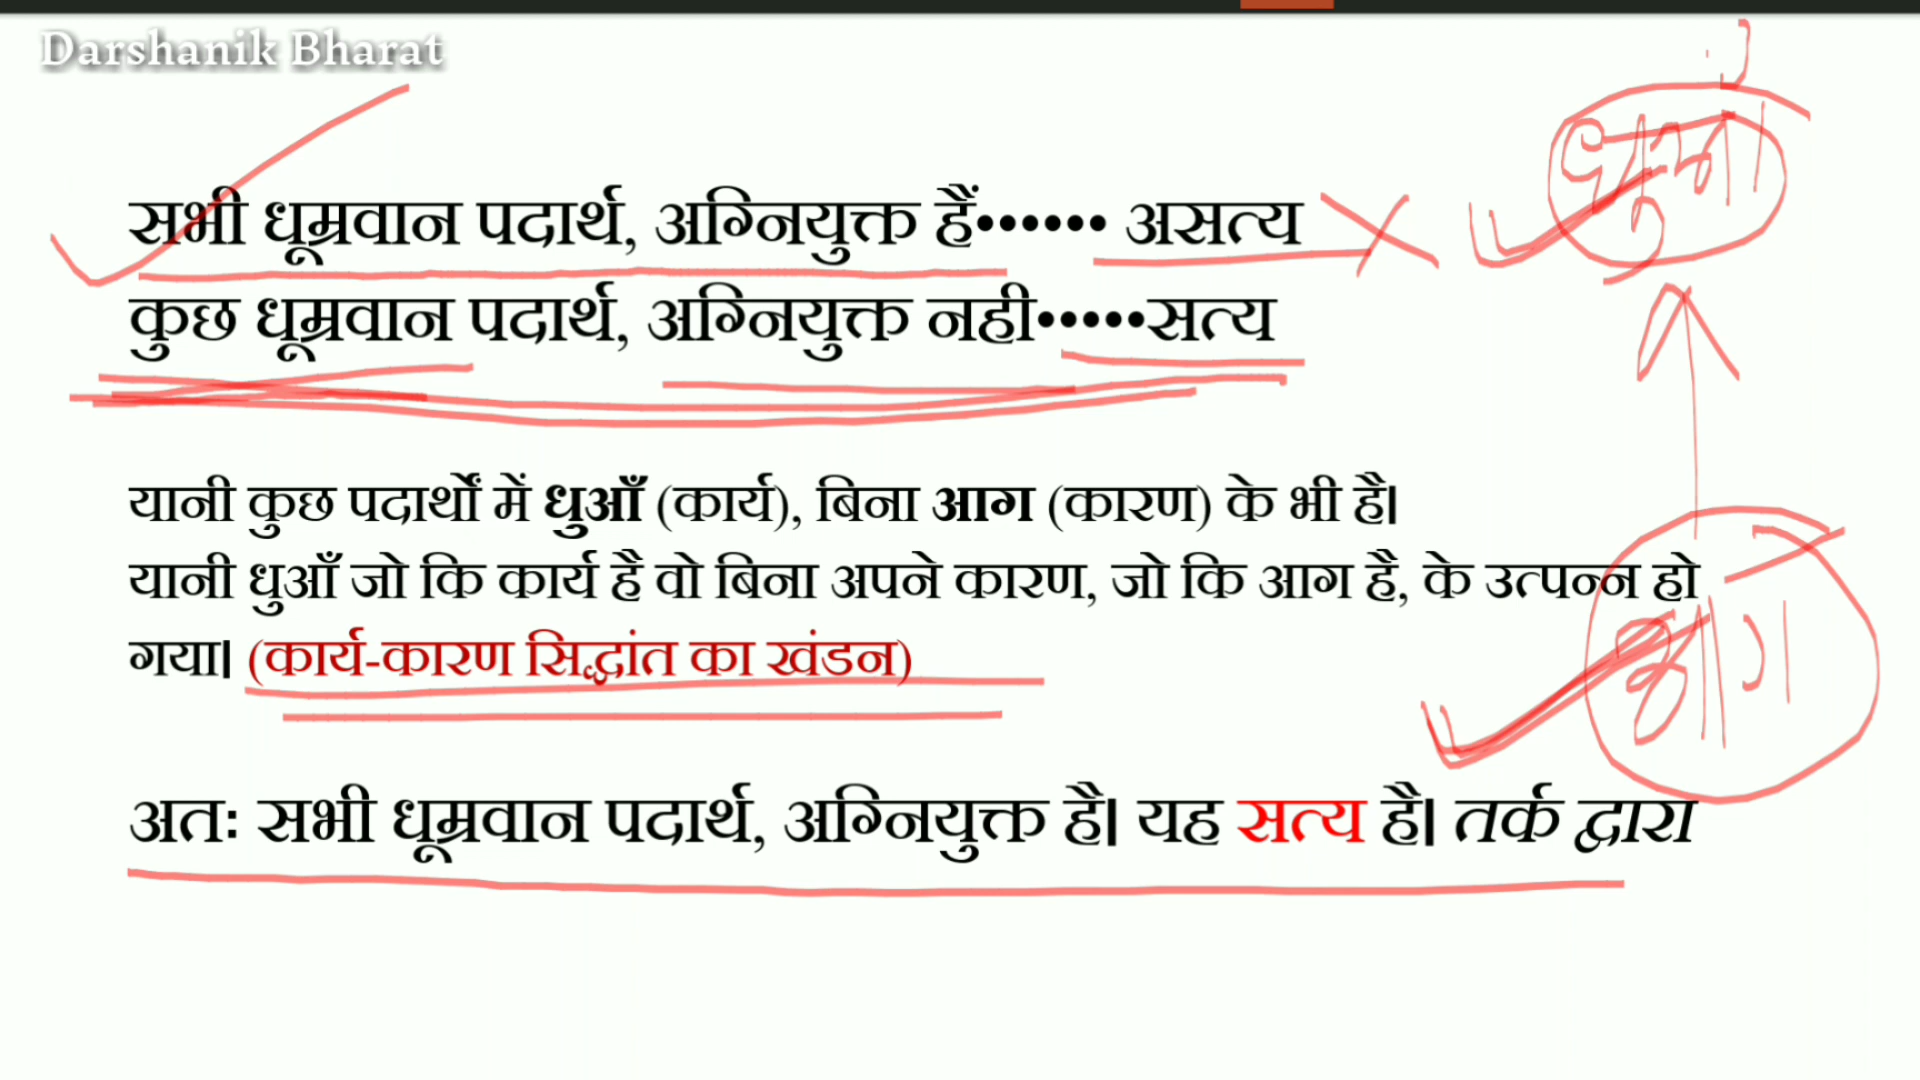 Darshanik Bharat
सभी धूम्रवान पदार्थ, अग्नियुक्त हैं•••••• असत्य
कुछ धूम्रवान पदार्थ, अग्नियुक्त नही•••••सत्य
यानी कुछ पदार्थों में धुआँ (कार्य), बिना आग (कारण) के भी है।
यानी धुआँ जो कि कार्य है वो बिना अपने कारण, जो कि आग है, के उत्पन्न हो
गया। (कार्य-कारण सिद्धांत का खंडन)
अतः सभी धूम्रवान पदार्थ, अग्नियुक्त है। यह सत्य है। तर्क द्वारा
आग